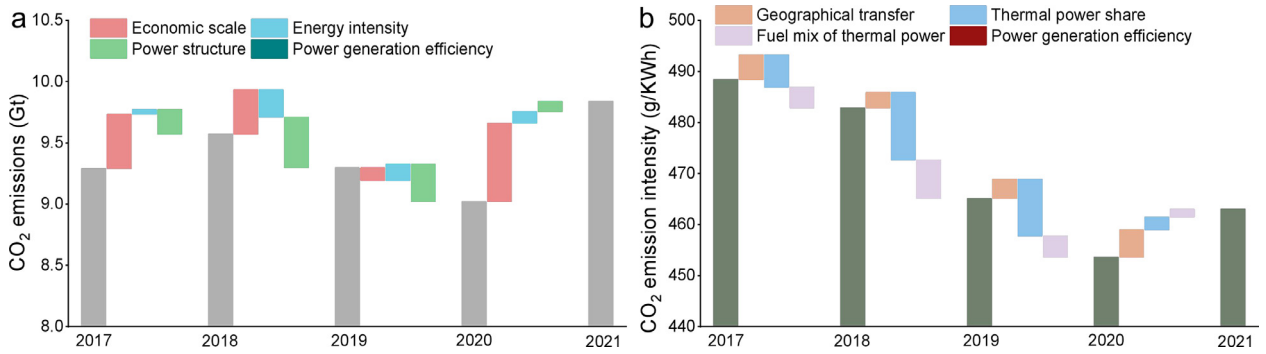 a
CO2 emissions (Gt)
10.5
10.0
9.5
9.0
8.5
8.0
Economic scale
Energy intensity
Power structure
Power generation efficiency
2017
2018
2019
2020
2021
b
CO2 emission intensity (g/KWh)
500
490
480
470
460
450
440
Geographical transfer
Thermal power share
Fuel mix of thermal power
Power generation efficiency
2017
2018
2019
2020
2021